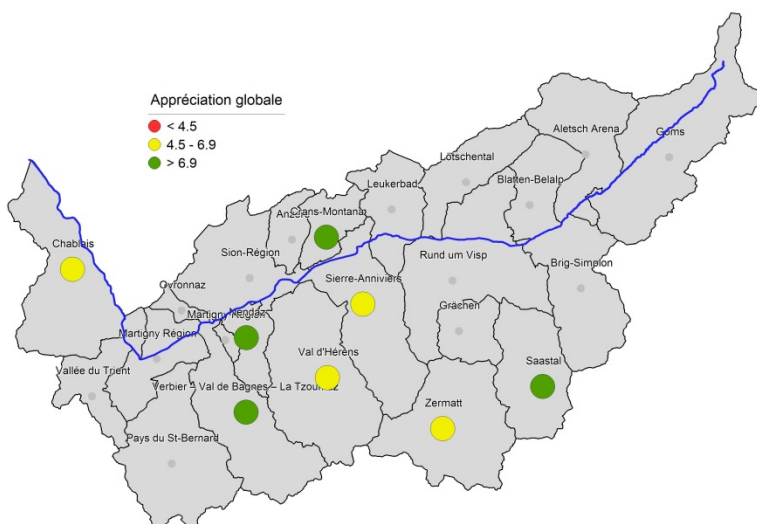 Appréciation globale
< 4.5
4.5 - 6.9
> 6.9
Goms
Aletsch Arena
Lötschental
Blatten-Belalp
Leukerbad
Crans-Montana
Sion-Région
Chablais
Rund um Visp
Brig-Simplon
Sierre-Anniviers
Ovronnaz
Martigny Région
Grächen
Martigny Région
Val d'Hérens
Saastal
Vallée du Trient
Verbier – Val de Bagnes – La Tzoumaz
Zermatt
Pays du St-Bernard